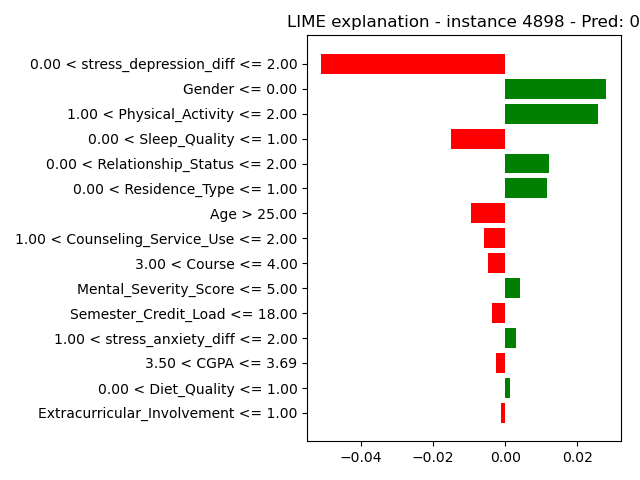 LIME explanation - instance 4898 - Pred: 0
0.00 < stress_depression_diff <= 2.00
Gender <= 0.00
1.00 < Physical_Activity <= 2.00
0.00 < Sleep_Quality <= 1.00
0.00 < Relationship_Status <= 2.00
0.00 < Residence_Type <= 1.00
Age > 25.00
1.00 < Counseling_Service_Use <= 2.00
3.00 < Course <= 4.00
Mental_Severity_Score <= 5.00
Semester_Credit_Load <= 18.00
1.00 < stress_anxiety_diff <= 2.00
3.50 < CGPA <= 3.69
0.00 < Diet_Quality <= 1.00
Extracurricular_Involvement <= 1.00
−0.04 −0.02 0.00 0.02